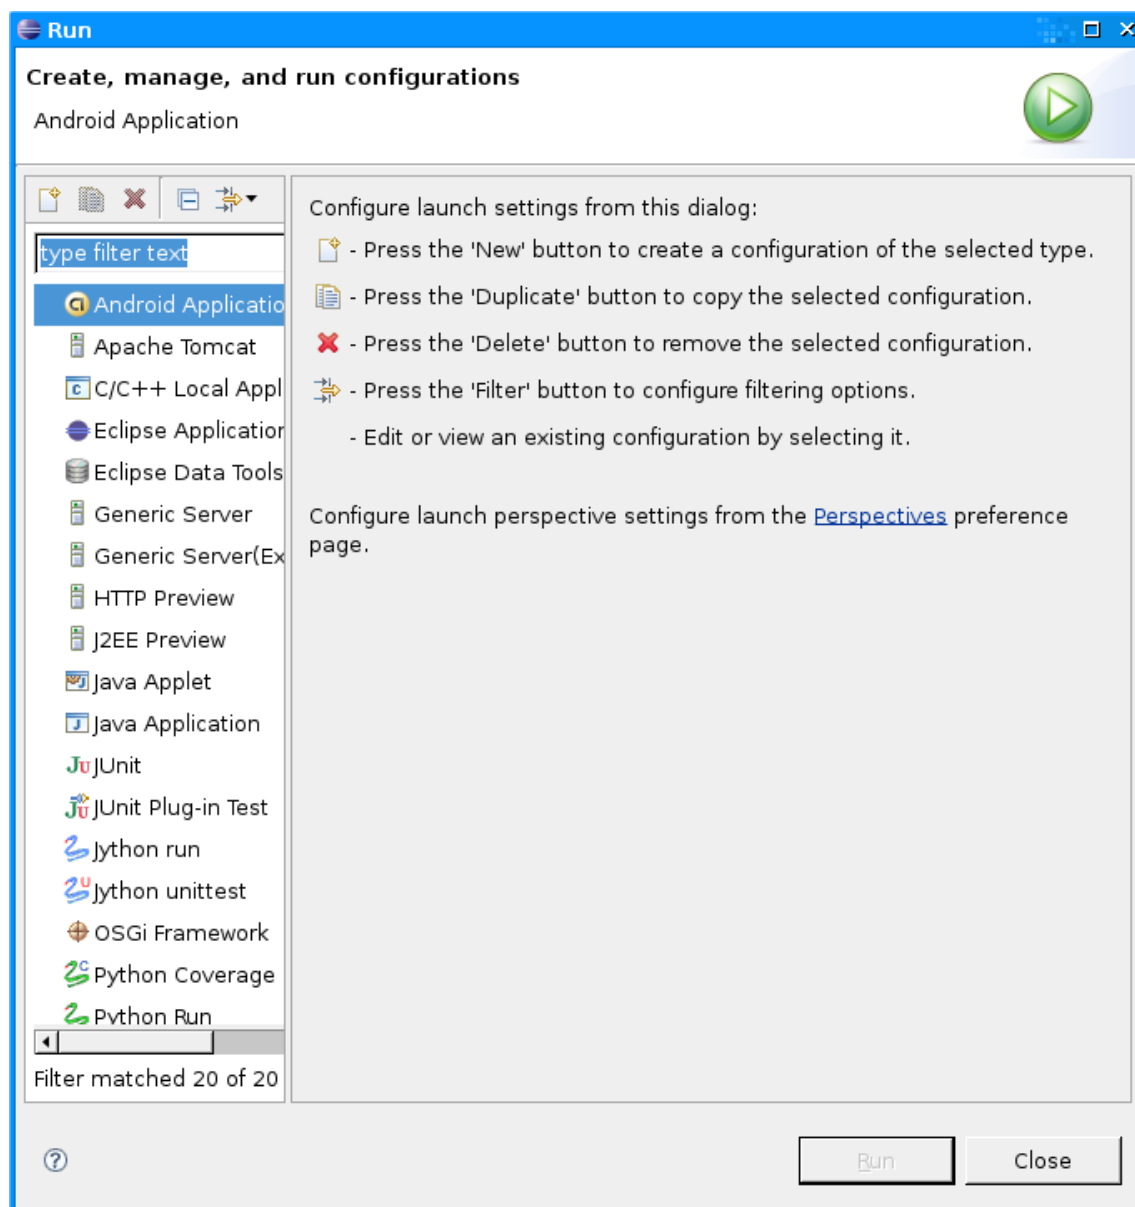 Run
Create, manage, and run configurations
Android Application
type filter text
Android Applicatio
Apache Tomcat
C/C++ Local Appl
Eclipse Application
Eclipse Data Tools
Generic Server
Generic Server(Ex
HTTP Preview
J2EE Preview
Java Applet
Java Application
JUnit
JUnit Plug-in Test
Jython run
Jython unittest
OSGi Framework
Python Coverage
Python Run
Filter matched 20 of 20
Configure launch settings from this dialog:
- Press the 'New' button to create a configuration of the selected type.
- Press the 'Duplicate' button to copy the selected configuration.
- Press the 'Delete' button to remove the selected configuration.
- Press the 'Filter' button to configure filtering options.
- Edit or view an existing configuration by selecting it.
Configure launch perspective settings from the Perspectives preference
page.
Run
Close